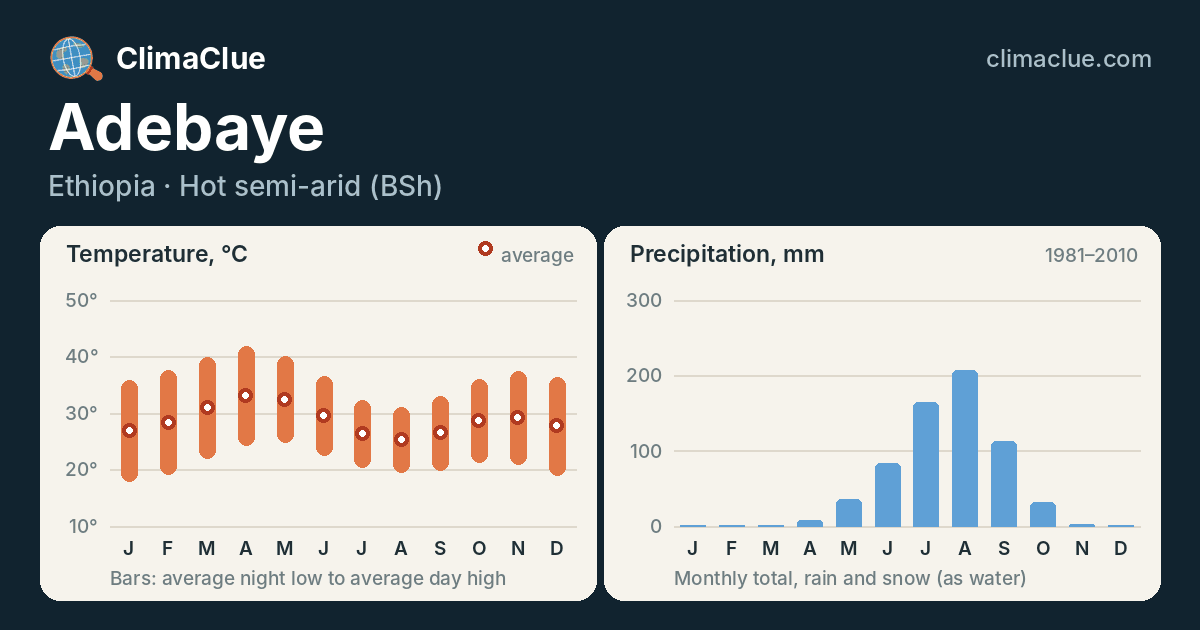 ClimaClue
climaclue.com
Adebaye
Ethiopia · Hot semi-arid (BSh)
Temperature, °C
average
50°
40°
30°
20°
10°
J F M A M J J A S O N D
Bars: average night low to average day high
Precipitation, mm
1981–2010
300
200
100
0
J F M A M J J A S O N D
Monthly total, rain and snow (as water)